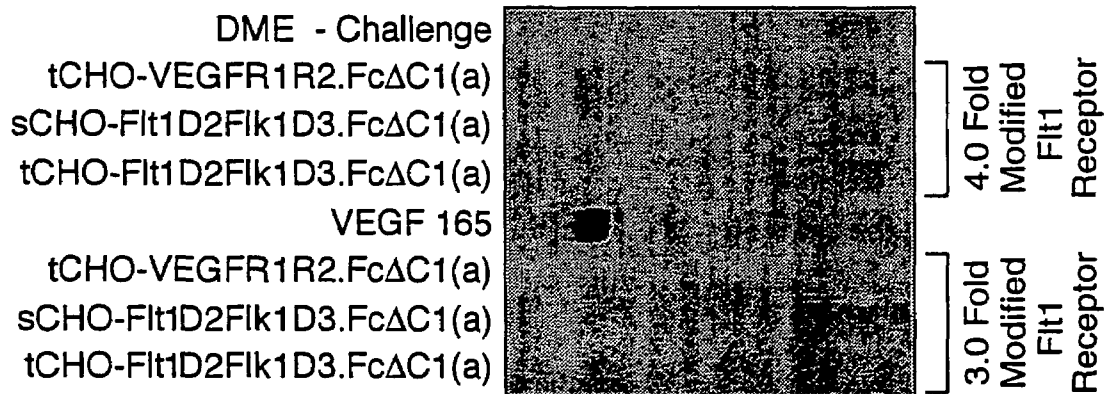 DME - Challenge
tCHO-VEGFR1R2.FcΔC1(a)
sCHO-Flt1D2Flk1D3.FcΔC1(a)
tCHO-Flt1D2Flk1D3.FcΔC1(a)
VEGF 165
tCHO-VEGFR1R2.FcΔC1(a)
sCHO-Flt1D2Flk1D3.FcΔC1(a)
tCHO-Flt1D2Flk1D3.FcΔC1(a)
4.0 Fold
Modified
Flt1
Receptor
3.0 Fold
Modified
Flt1
Receptor